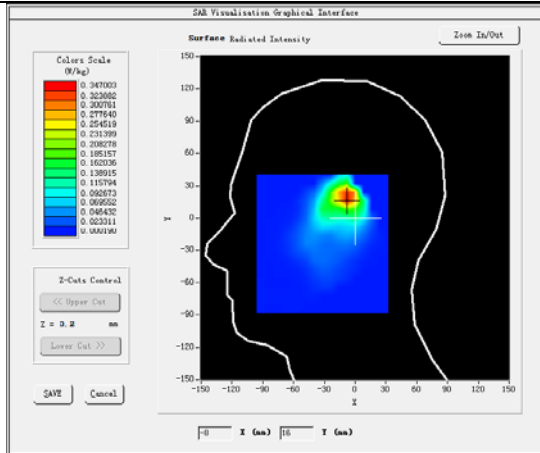 SAR Visualisation Graphical Interface
Surface Radiated Intensity
Zoom In/Out
Colors Scale
(W/kg)
0.347003
0.323882
0.300761
0.277640
0.254519
0.231399
0.208278
0.185157
0.162036
0.138915
0.115794
0.092673
0.069552
0.046432
0.023311
0.000190
150
120
90
60
30
0
-30
-60
-90
-120
-150
Y
-150 -120 -90 -60 -30 0 30 60 90 120 150
X
Z-Cuts Control
<< Upper Cut
Z = 3.2 mm
Lower Cut >>
SAVE Cancel
-8 X (mm) 16 Y (mm)